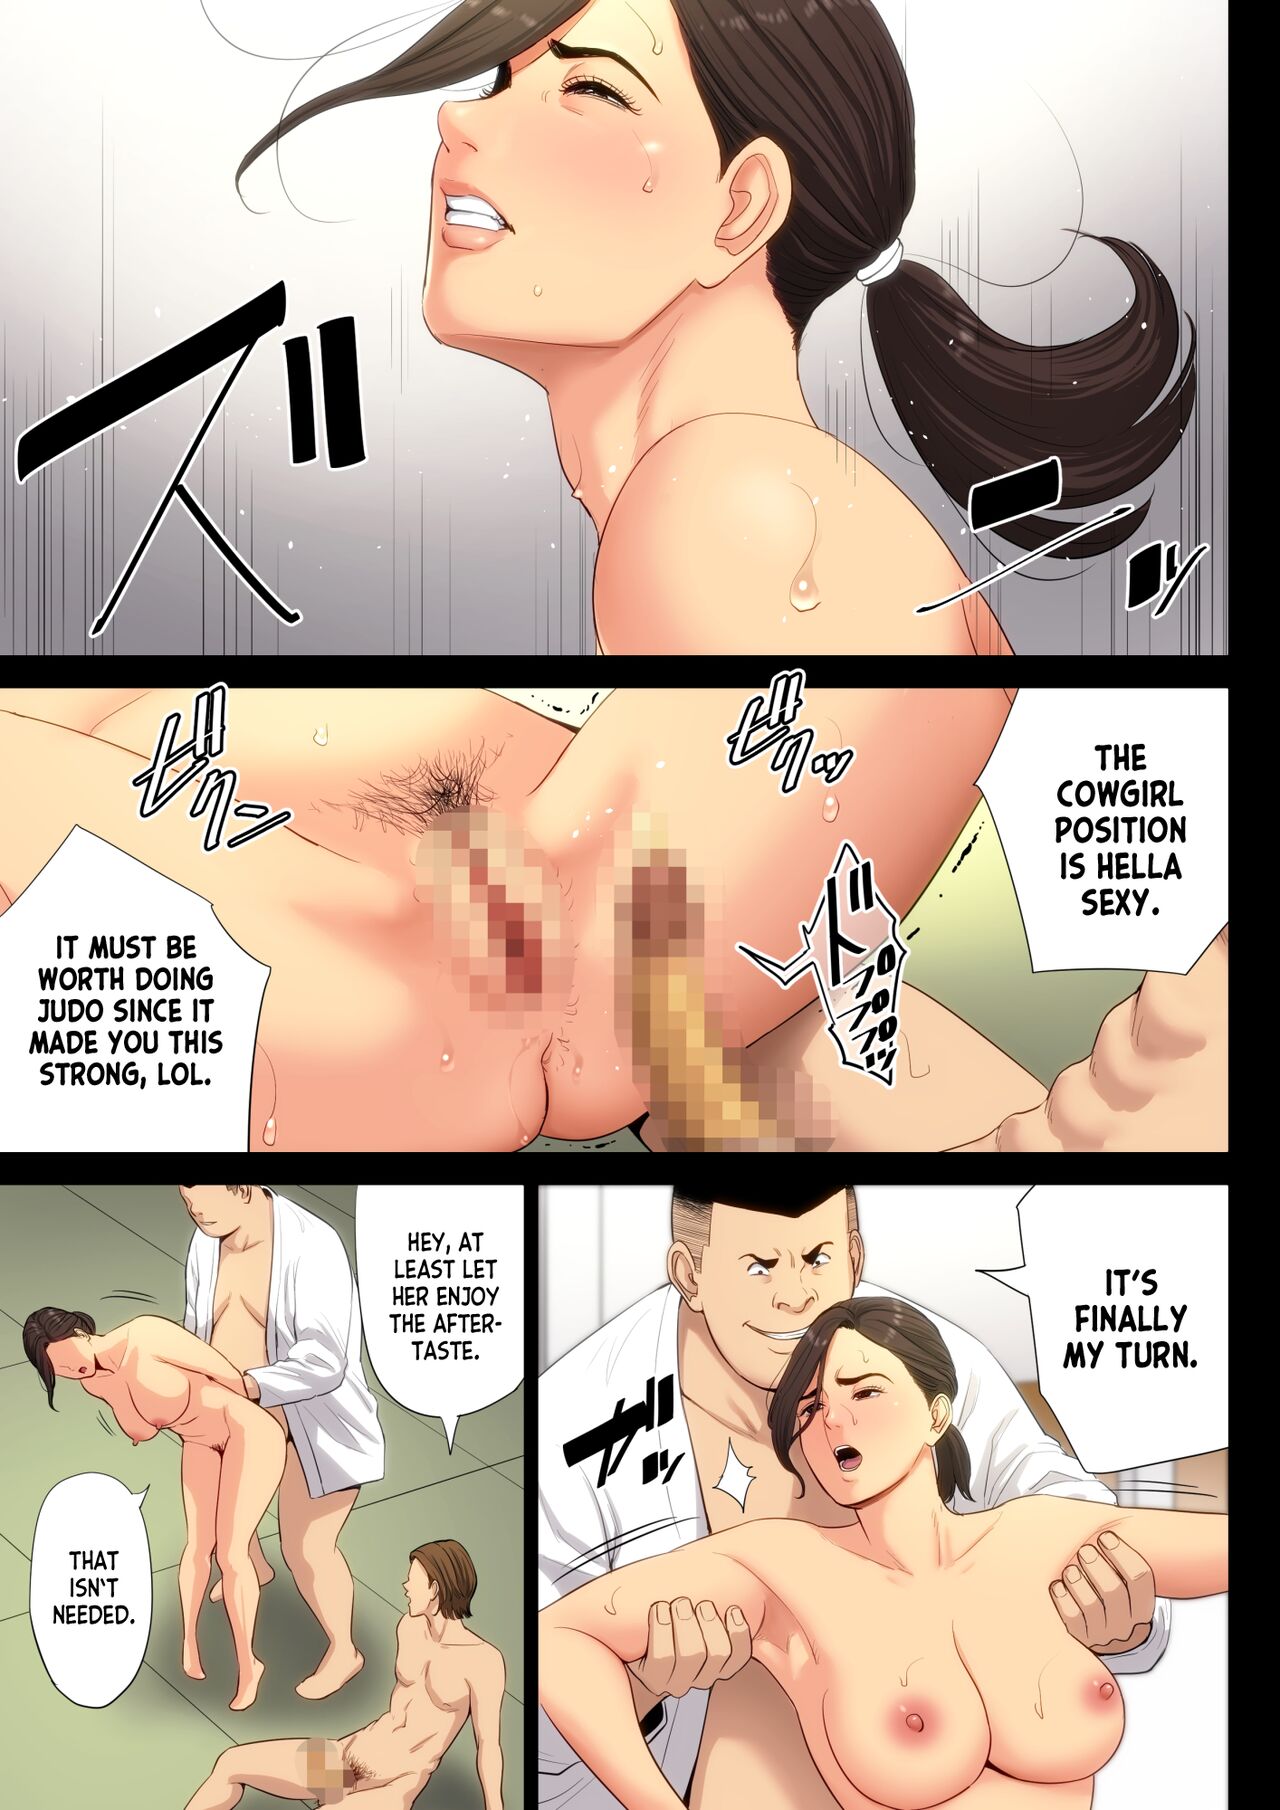 ズ
ッ
THE
COWGIRL
POSITION
IS HELLA
SEXY.
ビクッ
ビクン
IT MUST BE
WORTH DOING
JUDO SINCE IT
MADE YOU THIS
STRONG, LOL.
IT'S
FINALLY
MY TURN.
ガッ
HEY, AT
LEAST LET
HER ENJOY
THE AFTER-
TASTE.
THAT
ISN'T
NEEDED.